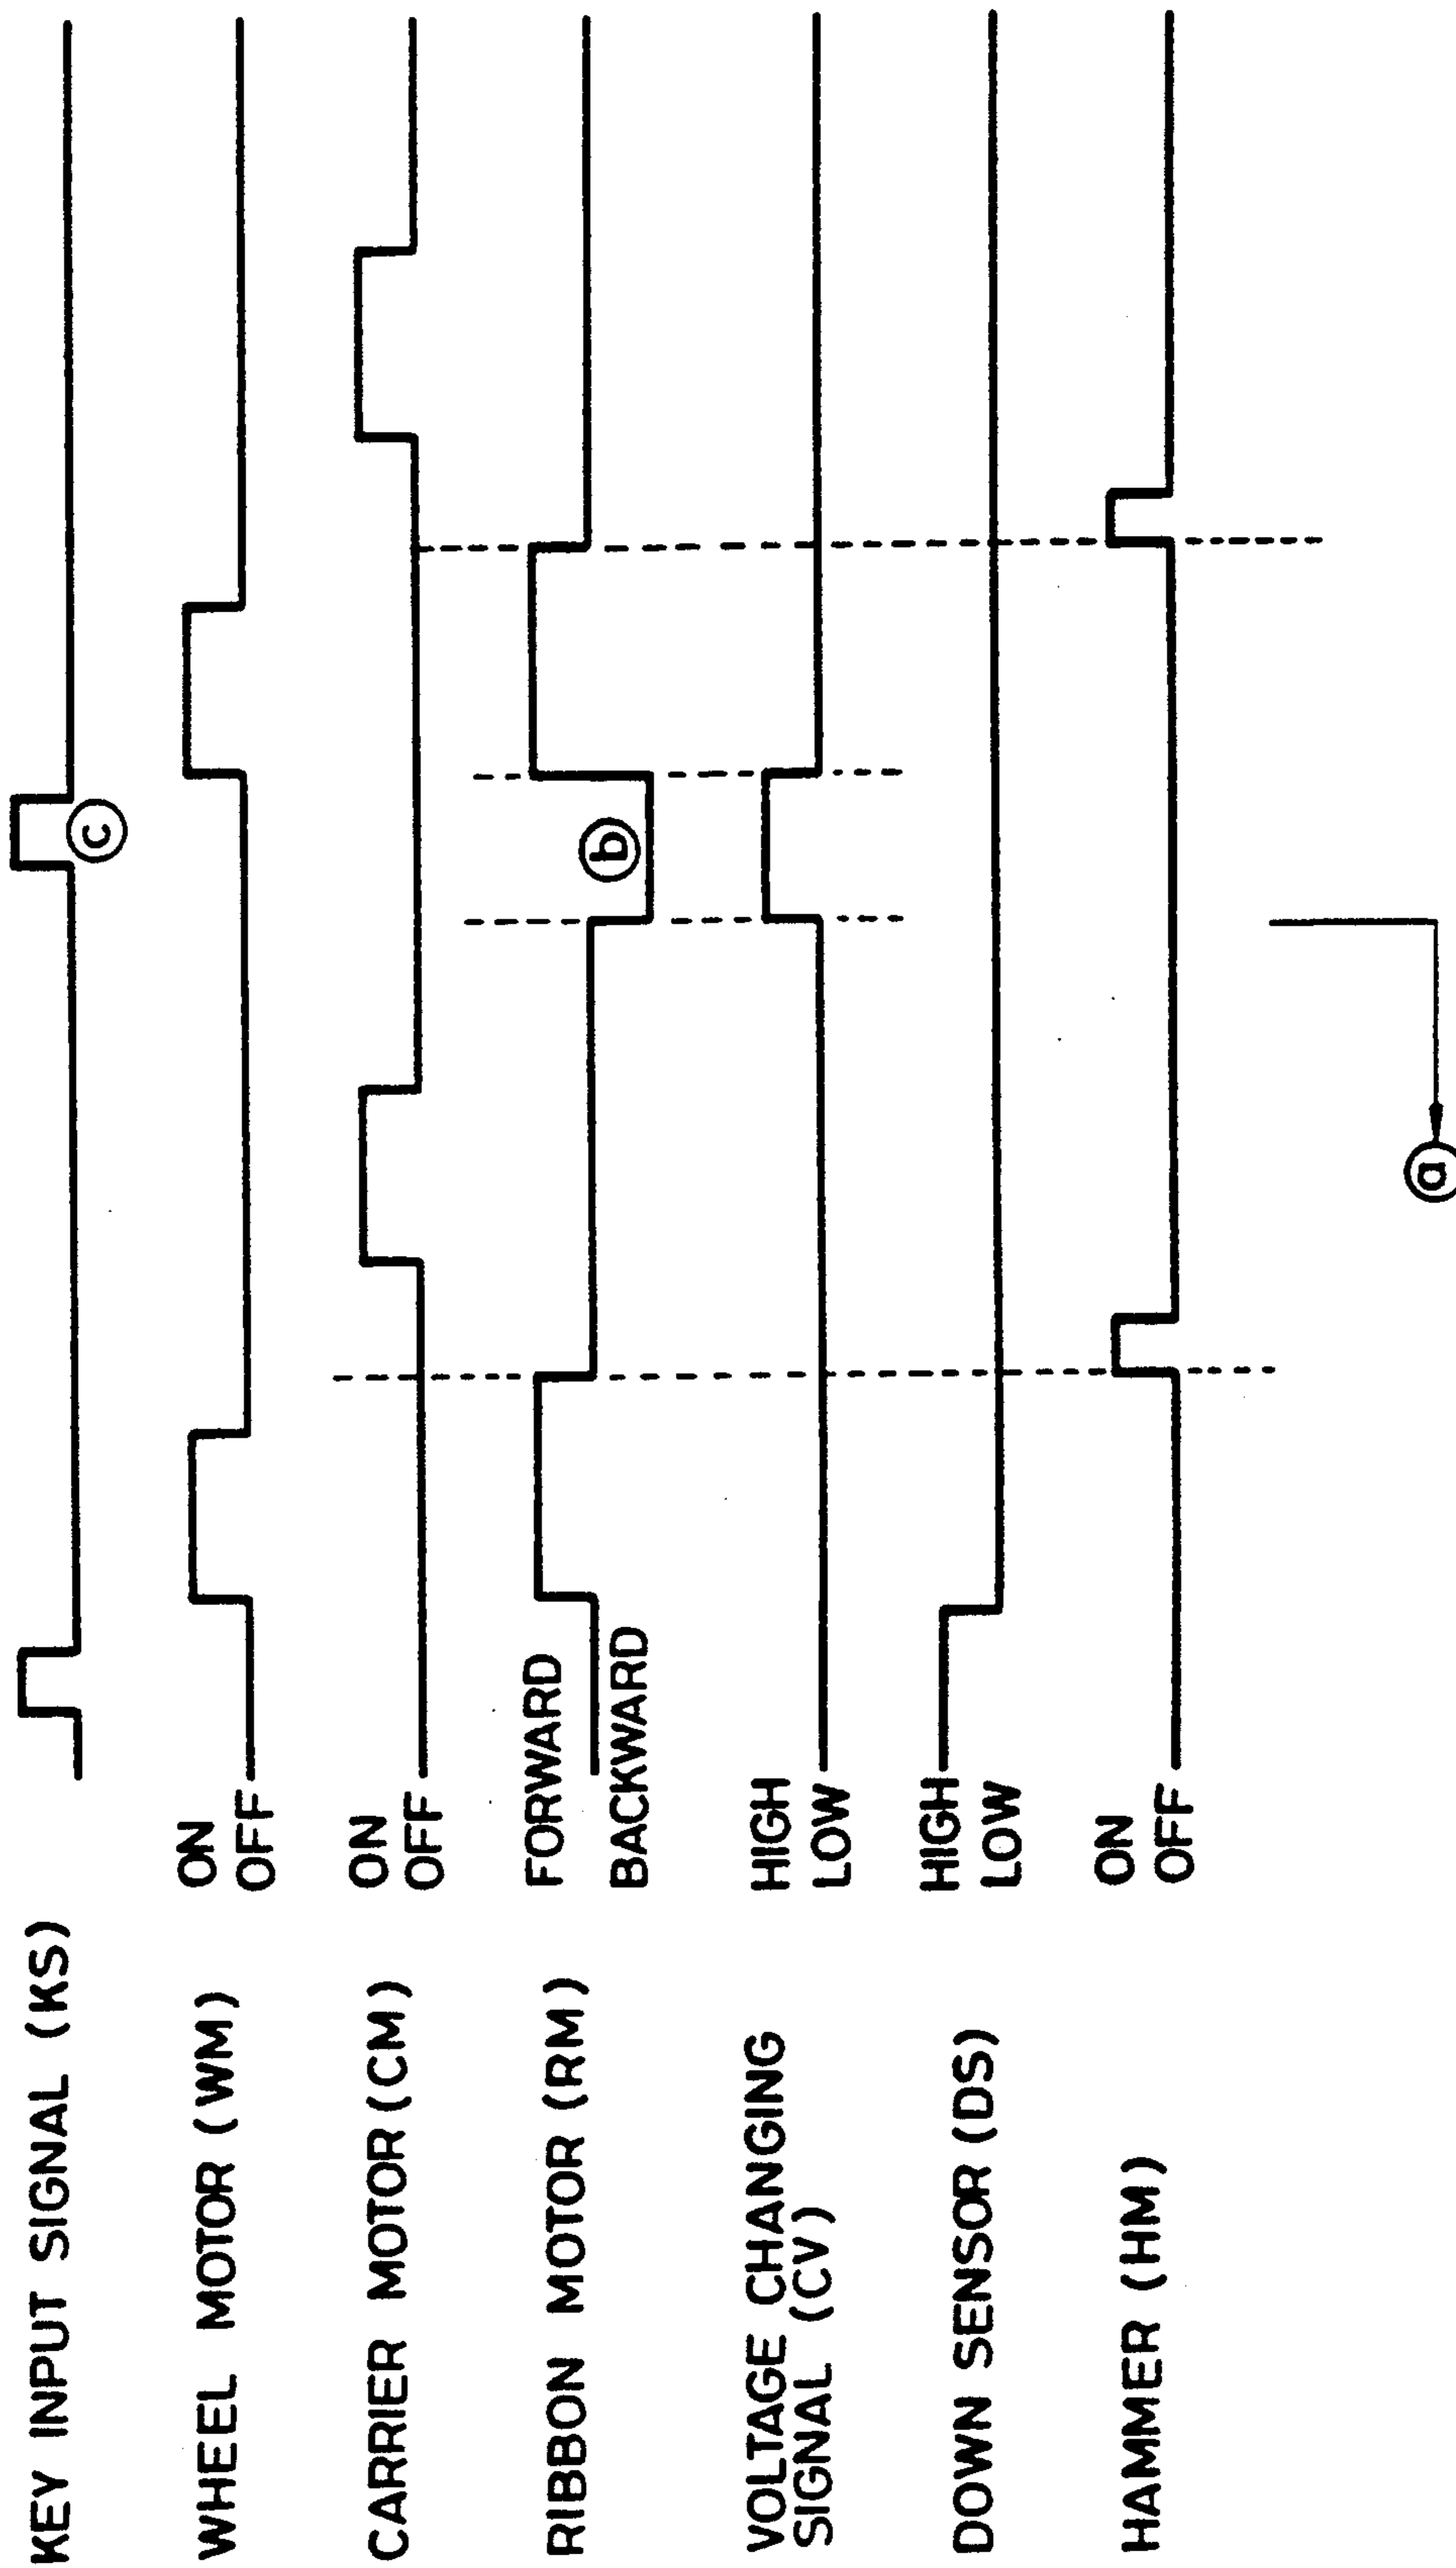 KEY INPUT SIGNAL (KS)
c
WHEEL MOTOR (WM)
ON
OFF
CARRIER MOTOR (CM)
ON
OFF
RIBBON MOTOR (RM)
FORWARD
BACKWARD
b
VOLTAGE CHANGING
SIGNAL (CV)
HIGH
LOW
DOWN SENSOR (DS)
HIGH
LOW
HAMMER (HM)
ON
OFF
a